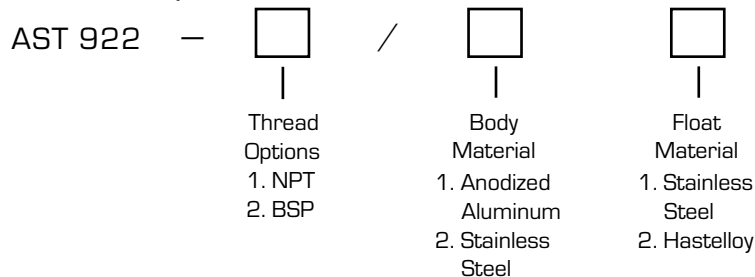 AST 922 – /
Thread
Options
1. NPT
2. BSP
Body
Material
1. Anodized
Aluminum
2. Stainless
Steel
Float
Material
1. Stainless
Steel
2. Hastelloy